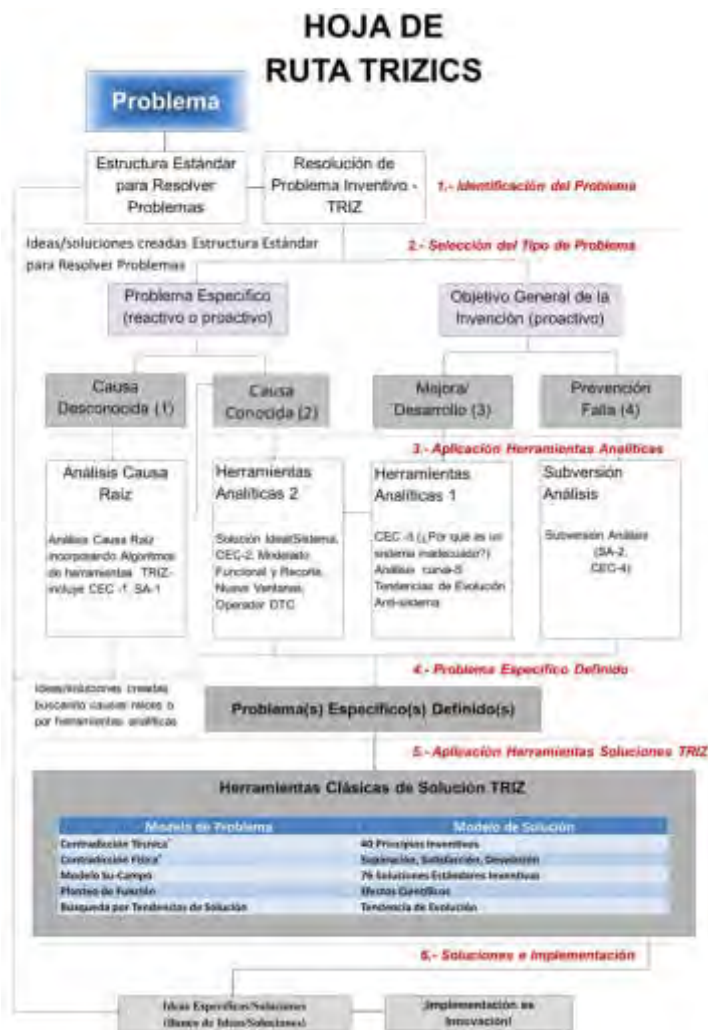 HOJA DE
RUTA TRIZICS
Problema
Estructura Estándar
para Resolver
Problemas
Resolución de
Problema Inventivo -
TRIZ
1.- Identificación del Problema
Ideas/soluciones creadas Estructura Estándar
para Resolver Problemas
2.- Selección del Tipo de Problema
Problema Específico
(reactivo o proactivo)
Objetivo General de la
Invención (proactivo)
Causa
Desconocida (1)
Causa
Conocida (2)
Mejora/
Desarrollo (3)
Prevención
Falla (4)
3.- Aplicación Herramientas Analíticas
Análisis Causa
Raíz
Análisis Causa Raíz
incorporando Algoritmos
de herramientas TRIZ-
incluye CEC -1, SA-1
Herramientas
Analíticas 2
Solución Ideal/Sistema,
CEC-2, Modelado
Funcional y Recorte,
Nueve Ventanas,
Operador DTC
Herramientas
Analíticas 1
CEC -3 (¿Por qué es un
sistema inadecuado?)
Análisis curva-S
Tendencias de Evolución
Anti-sistema
Subversión
Análisis
Subversión Análisis
(SA-2,
CEC-4)
4.- Problema Específico Definido
Ideas/soluciones creadas
buscando causas raíces o
por herramientas analíticas
Problema(s) Específico(s) Definido(s)
5.- Aplicación Herramientas Soluciones TRIZ
Herramientas Clásicas de Solución TRIZ
Modelo de Problema Modelo de Solución
Contradicción Técnica* 40 Principios Inventivos
Contradicción Física* Separación, Satisfacción, Desviación
Modelo Su-Campo 76 Soluciones Estándares Inventivas
Planteo de Función Efectos Científicos
Búsqueda por Tendencias de Solución Tendencia de Evolución
6.- Soluciones e Implementación
Ideas Específicas/Soluciones
(Banco de Ideas/Soluciones)
¡Implementación es
Innovación!